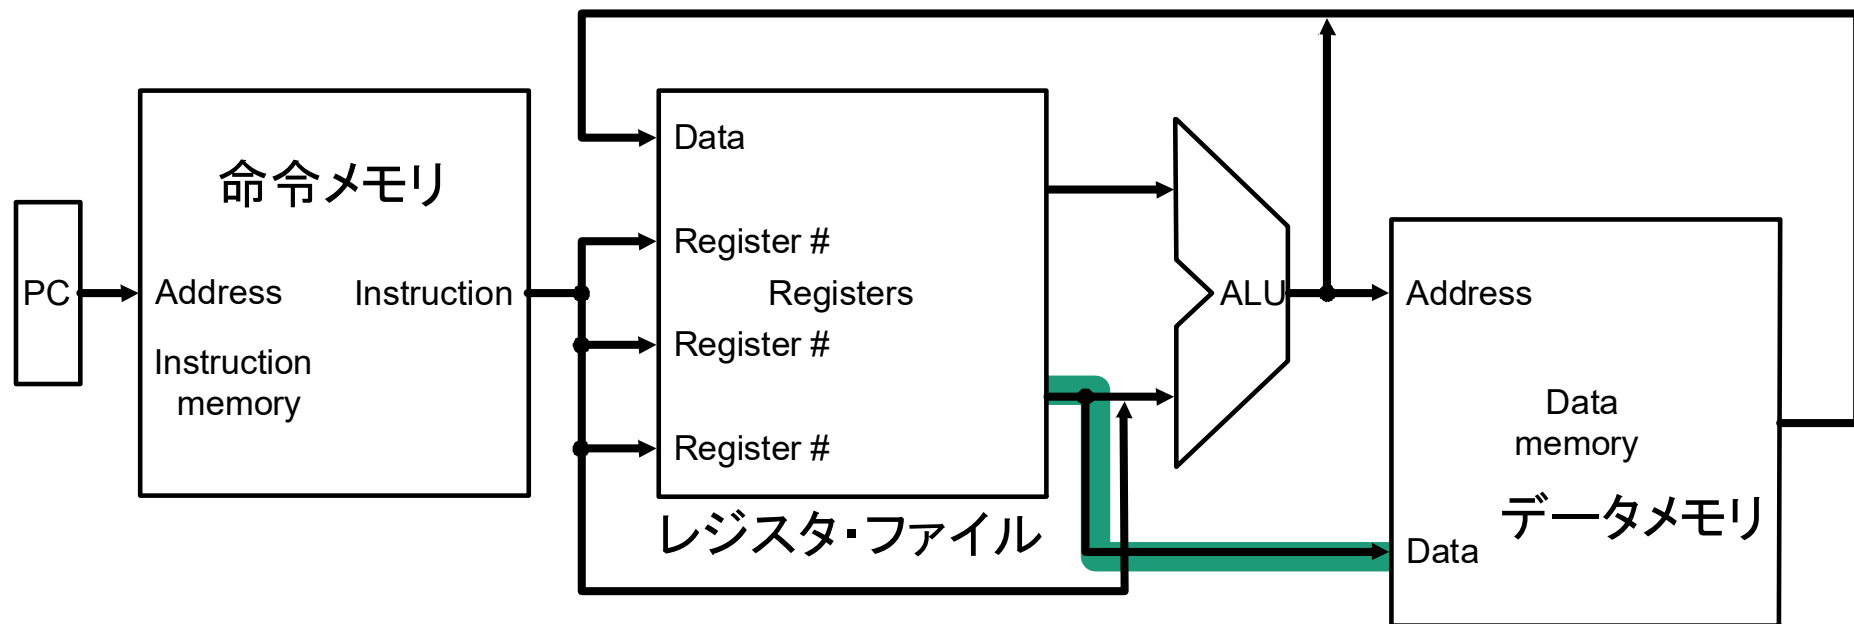 PC
命令メモリ
Address
Instruction
Instruction
memory
Data
Register #
Registers
Register #
Register #
レジスタ・ファイル
ALU
Address
Data
memory
データメモリ
Data